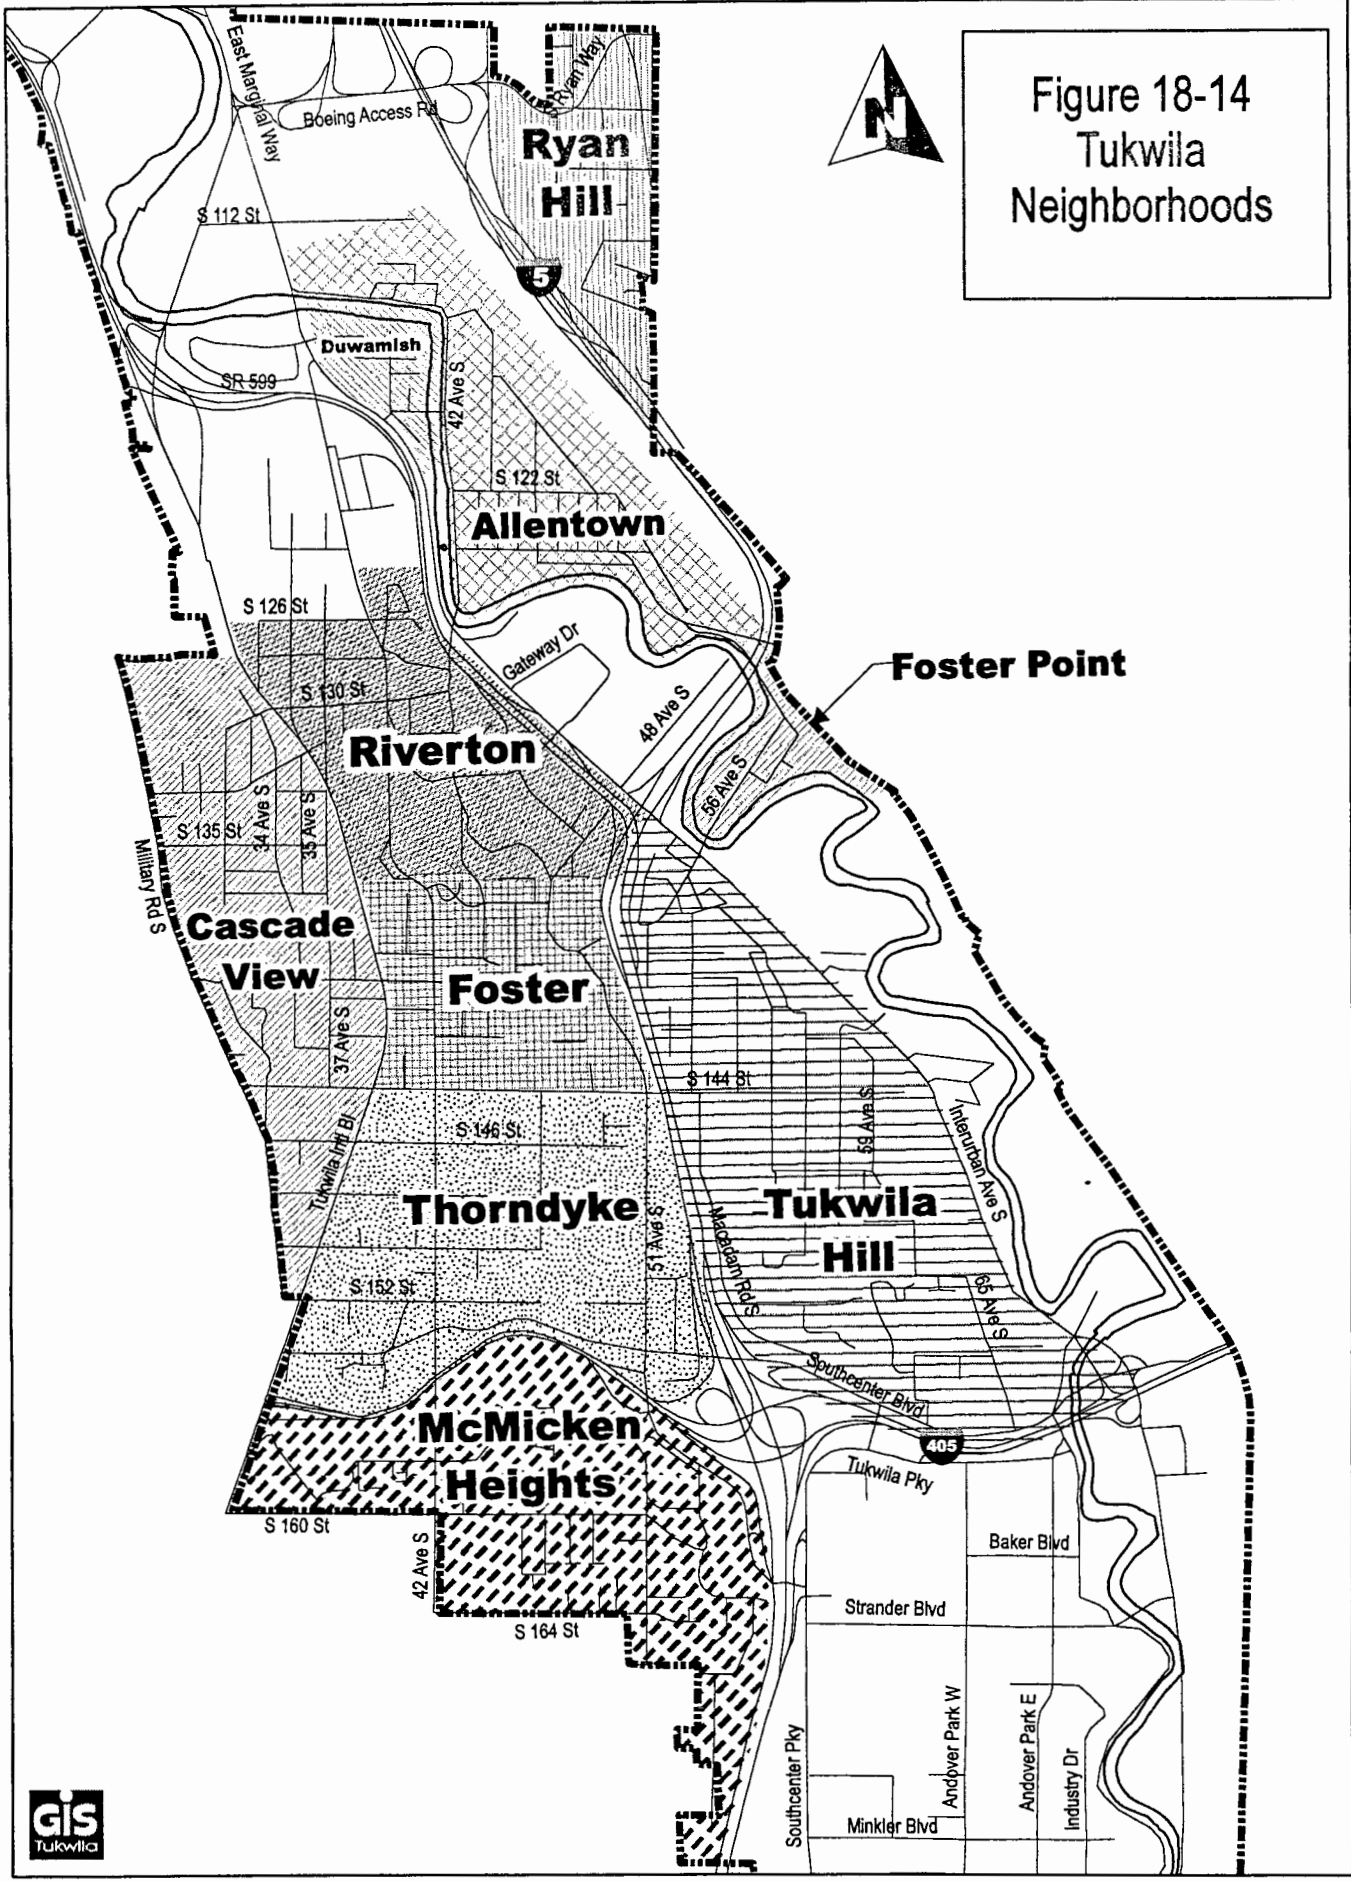 Figure 18-14
Tukwila
Neighborhoods
N
East Marginal Way
Boeing Access Rd
Ryan Way
Ryan
Hill
S 112 St
5
Duwamish
SR 599
42 Ave S
S 122 St
Allentown
S 126 St
Gateway Dr
Foster Point
S 130 St
48 Ave S
Riverton
56 Ave S
34 Ave S
35 Ave S
S 135 St
Military Rd S
Cascade
View
Foster
37 Ave S
S 144 St
59 Ave S
Interurban Ave S
Tukwila Intl Bl
S 146 St
Thorndyke
51 Ave S
Macadam Rd S
Tukwila
Hill
S 152 St
65 Ave S
Southcenter Blvd
McMicken
Heights
405
Tukwila Pky
S 160 St
42 Ave S
Baker Blvd
Strander Blvd
S 164 St
Southcenter Pky
Andover Park W
Andover Park E
Industry Dr
Minkler Blvd
GIS
Tukwila